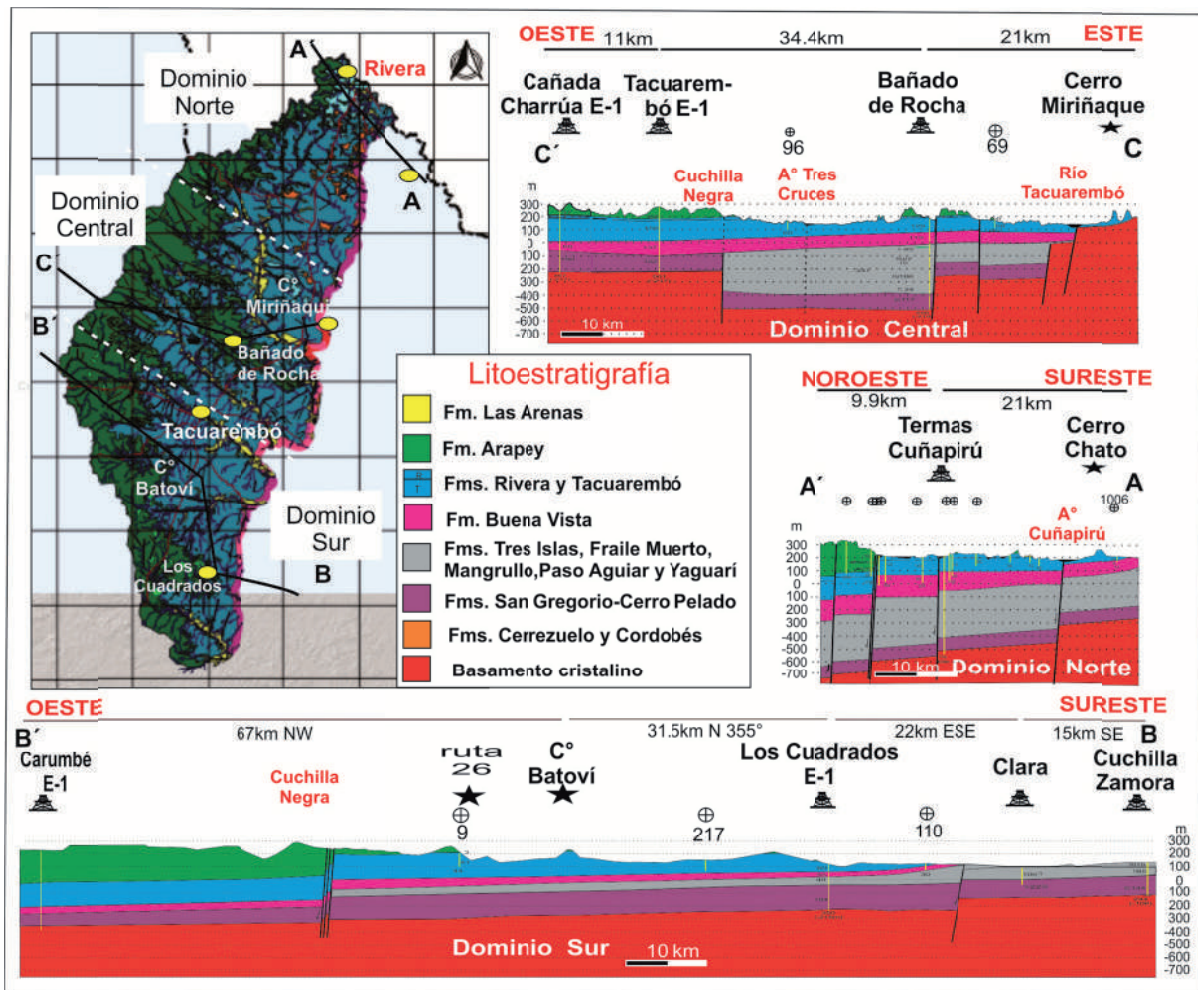 A´
Rivera
Dominio
Norte
A
Dominio
Central
C´
B´
C°
Miriñaqui
Bañado
de Rocha
Tacuarembó
C°
Batoví
Dominio
Sur
B
Los
Cuadrados
OESTE
ESTE
11km
34.4km
21km
Cañada
Charrúa E-1
Tacuarem-
bó E-1
Bañado
de Rocha
Cerro
Miriñaque
C´
96
69
C
Cuchilla
Negra
A° Tres
Cruces
Río
Tacuarembó
m
300
200
100
0
100
-200
-300
-400
-500
-600
-700
10 km
Dominio Central
Litoestratigrafía
Fm. Las Arenas
Fm. Arapey
Fms. Rivera y Tacuarembó
Fm. Buena Vista
Fms. Tres Islas, Fraile Muerto,
Mangrullo,Paso Aguiar y Yaguarí
Fms. San Gregorio-Cerro Pelado
Fms. Cerrezuelo y Cordobés
Basamento cristalino
NOROESTE
SURESTE
9.9km
21km
Termas
Cuñapirú
Cerro
Chato
A´
A
1006
A°
Cuñapirú
m
300
200
100
0
100
-200
-300
-400
-500
-600
-700
10 km
Dominio Norte
OESTE
SURESTE
67km NW
31.5km N 355°
22km ESE
15km SE
B´
B
Carumbé
E-1
Cuchilla
Negra
ruta
26
C°
Batoví
Los Cuadrados
E-1
Clara
Cuchilla
Zamora
9
217
110
m
300
200
100
0
100
-200
-300
-400
-500
-600
-700
Dominio Sur
10 km